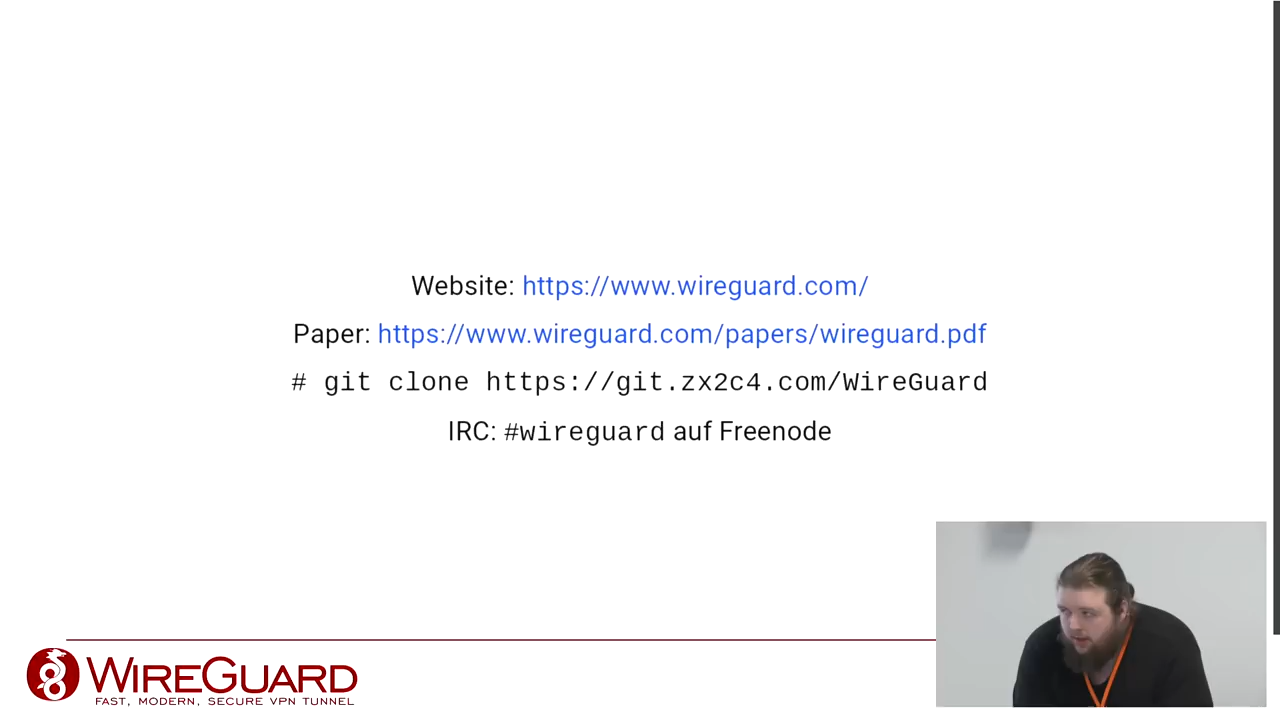 Website: https://www.wireguard.com/
Paper: https://www.wireguard.com/papers/wireguard.pdf
# git clone https://git.zx2c4.com/WireGuard
IRC: #wireguard auf Freenode
WIREGUARD
FAST, MODERN, SECURE VPN TUNNEL